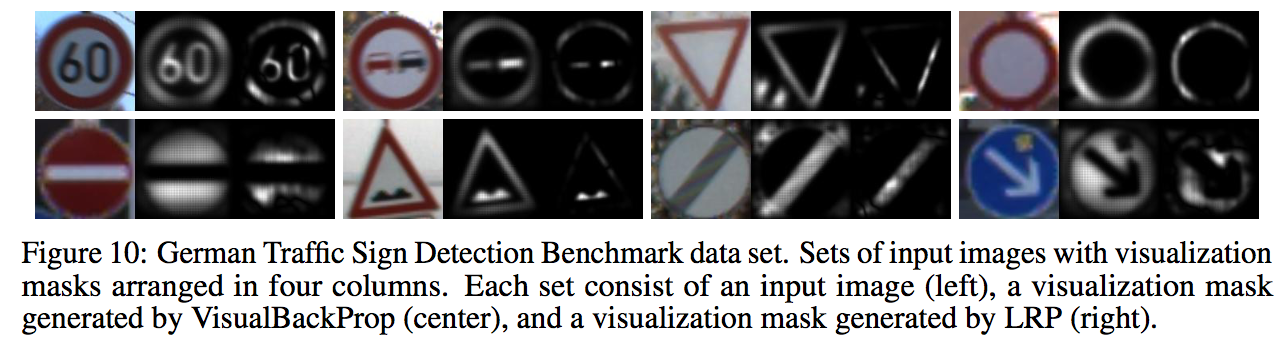 60 60 60
Figure 10: German Traffic Sign Detection Benchmark data set. Sets of input images with visualization
masks arranged in four columns. Each set consist of an input image (left), a visualization mask
generated by VisualBackProp (center), and a visualization mask generated by LRP (right).